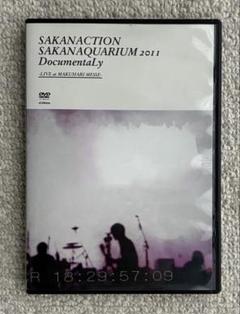 SAKANACTION
SAKANAQUARIUM 2011
DocumentaLy
-LIVE at MAKUHARI MESSE-
DVD
R 18:29:57:09